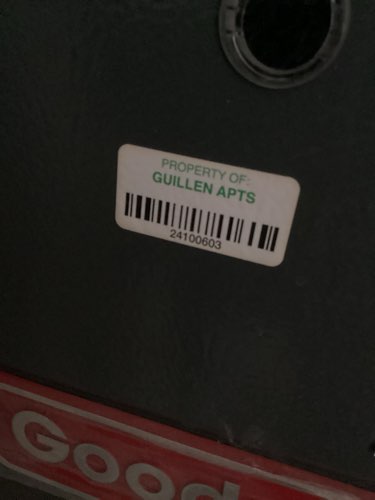 PROPERTY OF:
GUILLEN APTS
24100603
Good